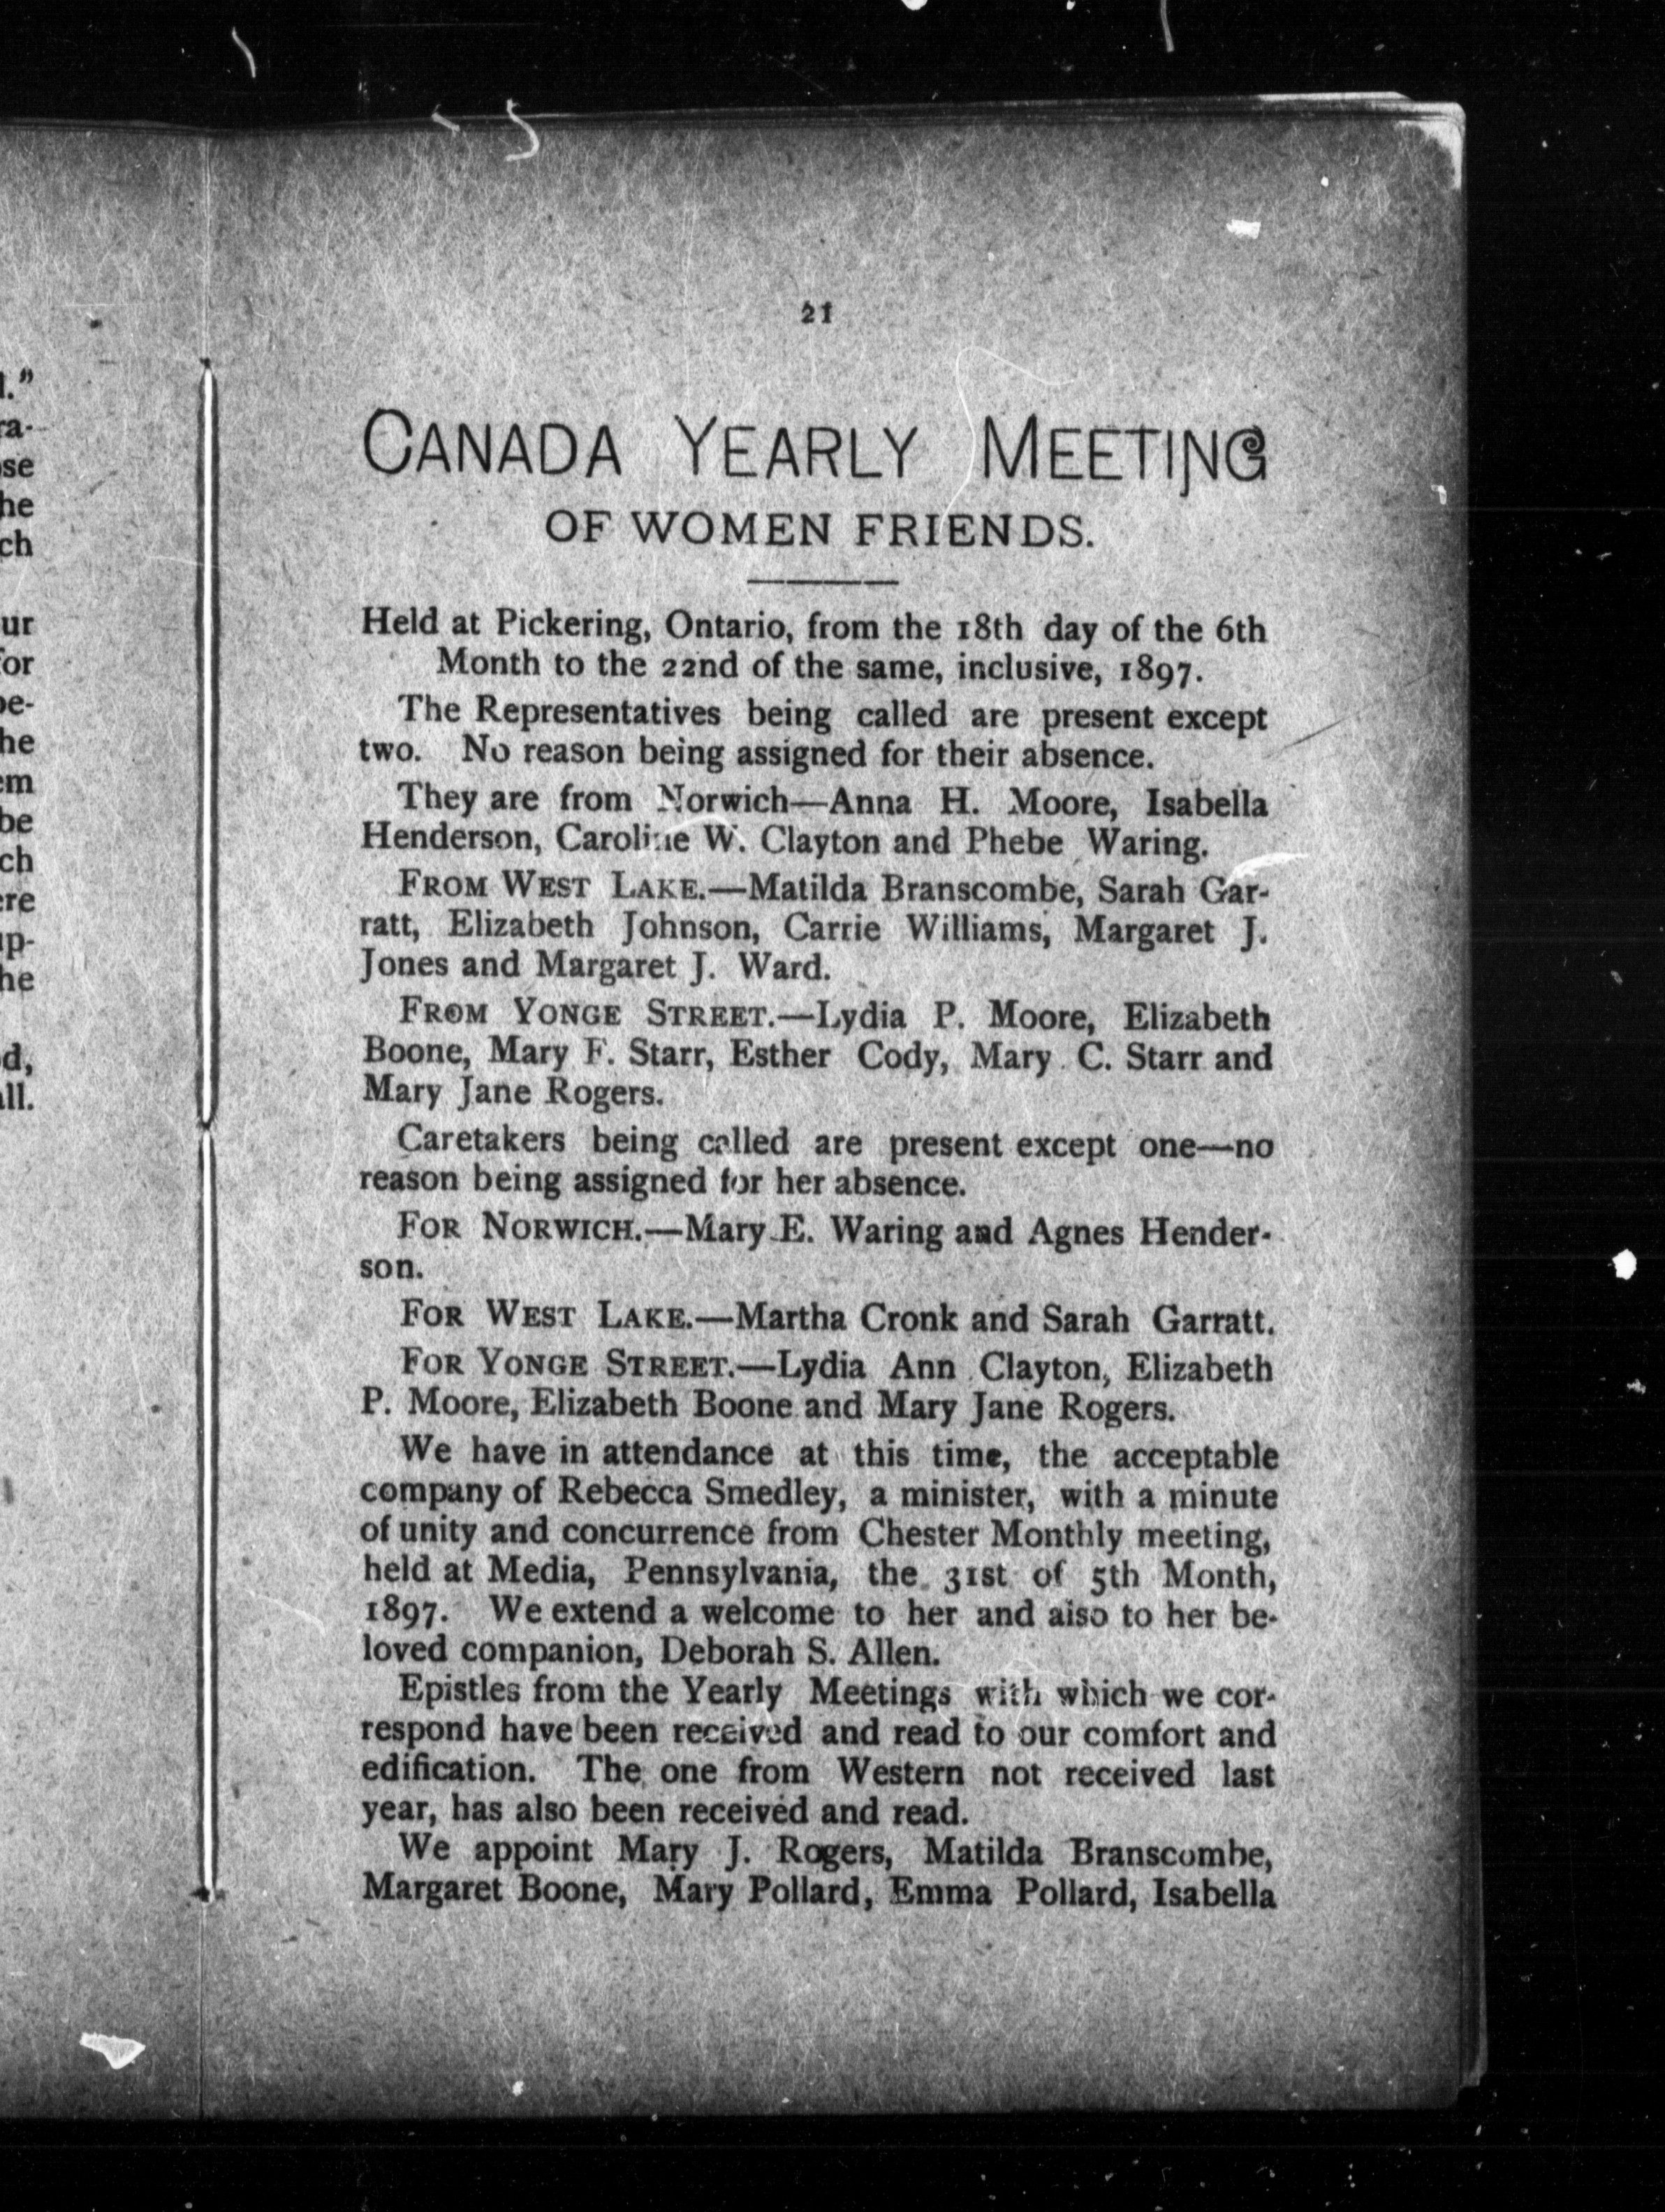 21
CANADA YEARLY MEETING
OF WOMEN FRIENDS.
Held at Pickering, Ontario, from the 18th day of the 6th
Month to the 22nd of the same, inclusive, 1897.
The Representatives being called are present except
two. No reason being assigned for their absence.
They are from Norwich—Anna H. Moore, Isabella
Henderson, Caroline W. Clayton and Phebe Waring.
FROM WEST LAKE.—Matilda Branscombe, Sarah Gar-
ratt, Elizabeth Johnson, Carrie Williams, Margaret J.
Jones and Margaret J. Ward.
FROM YONGE STREET.—Lydia P. Moore, Elizabeth
Boone, Mary F. Starr, Esther Cody, Mary C. Starr and
Mary Jane Rogers.
Caretakers being called are present except one—no
reason being assigned for her absence.
FOR NORWICH.—Mary E. Waring and Agnes Hender-
son.
FOR WEST LAKE.—Martha Cronk and Sarah Garratt.
FOR YONGE STREET.—Lydia Ann Clayton, Elizabeth
P. Moore, Elizabeth Boone and Mary Jane Rogers.
We have in attendance at this time, the acceptable
company of Rebecca Smedley, a minister, with a minute
of unity and concurrence from Chester Monthly meeting,
held at Media, Pennsylvania, the 31st of 5th Month,
1897. We extend a welcome to her and also to her be-
loved companion, Deborah S. Allen.
Epistles from the Yearly Meetings with which we cor-
respond have been received and read to our comfort and
edification. The one from Western not received last
year, has also been received and read.
We appoint Mary J. Rogers, Matilda Branscombe,
Margaret Boone, Mary Pollard, Emma Pollard, Isabella